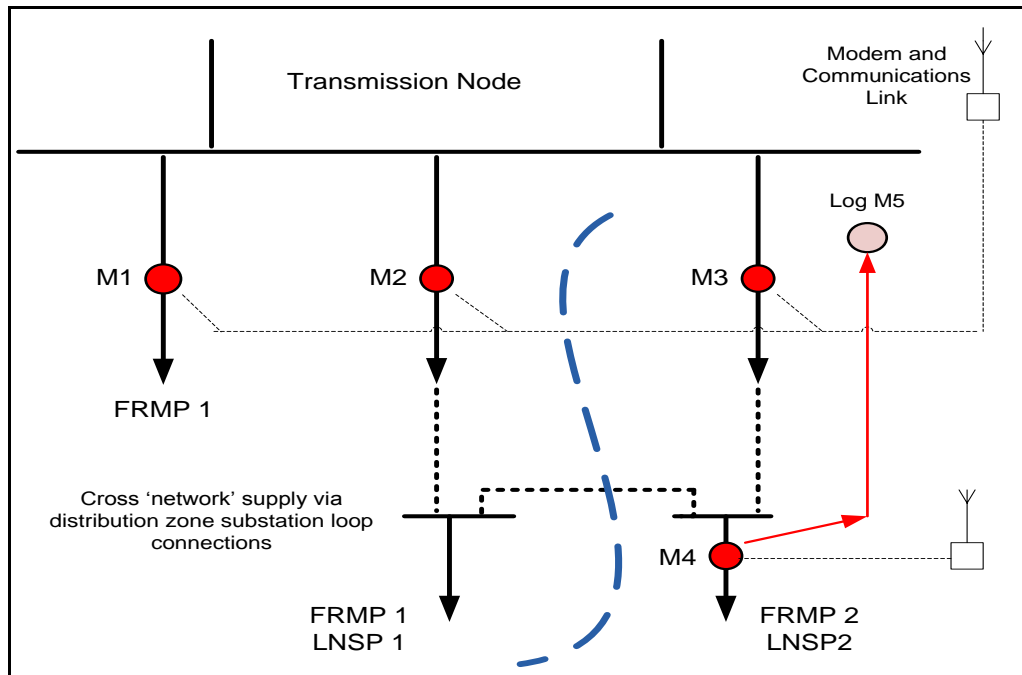 Transmission Node
Modem and
Communications
Link
Log M5
M1
M2
M3
FRMP 1
Cross ‘network’ supply via
distribution zone substation loop
connections
M4
FRMP 1
LNSP 1
FRMP 2
LNSP2